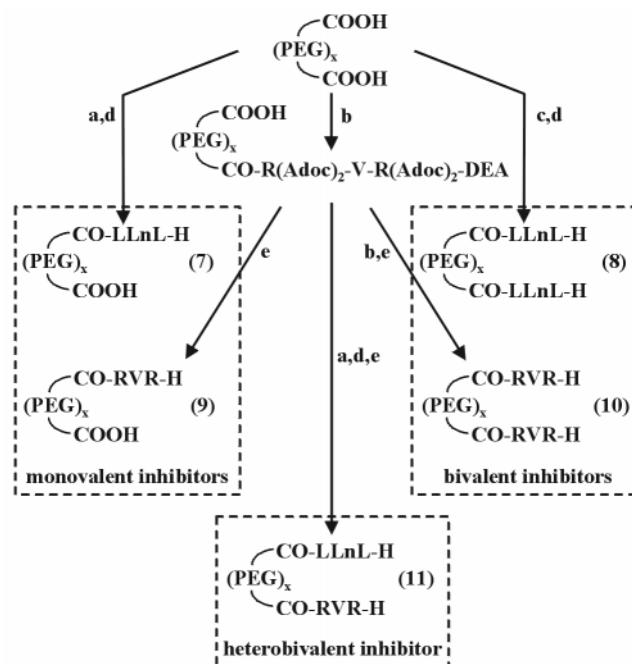 COOH
(PEG)x
COOH
a,d
b
c,d
COOH
(PEG)x
CO-R(Adoc)2-V-R(Adoc)2-DEA
CO-LLnL-H
(PEG)x (7)
COOH
e
b,e
CO-LLnL-H
(PEG)x (8)
CO-LLnL-H
a,d,e
CO-RVR-H
(PEG)x (9)
COOH
monovalent inhibitors
CO-RVR-H
(PEG)x (10)
CO-RVR-H
bivalent inhibitors
CO-LLnL-H
(PEG)x (11)
CO-RVR-H
heterobivalent inhibitor